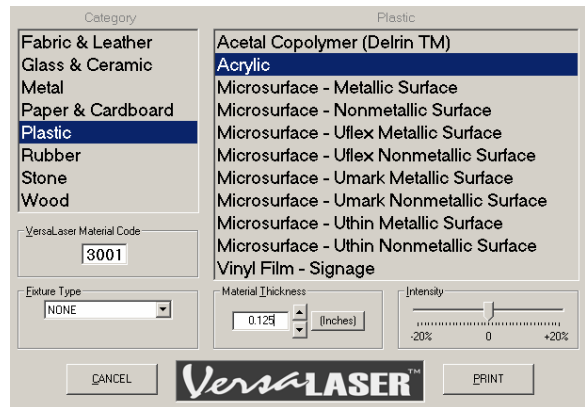 Category
Fabric & Leather
Glass & Ceramic
Metal
Paper & Cardboard
Plastic
Rubber
Stone
Wood
Plastic
Acetal Copolymer (Delrin TM)
Acrylic
Microsurface - Metallic Surface
Microsurface - Nonmetallic Surface
Microsurface - Uflex Metallic Surface
Microsurface - Uflex Nonmetallic Surface
Microsurface - Umark Metallic Surface
Microsurface - Umark Nonmetallic Surface
Microsurface - Uthin Metallic Surface
Microsurface - Uthin Nonmetallic Surface
Vinyl Film - Signage
VersaLaser Material Code
3001
Fixture Type
NONE
Material Thickness
0.125 (Inches)
Intensity
-20% 0 +20%
CANCEL
VersaLASER™
PRINT